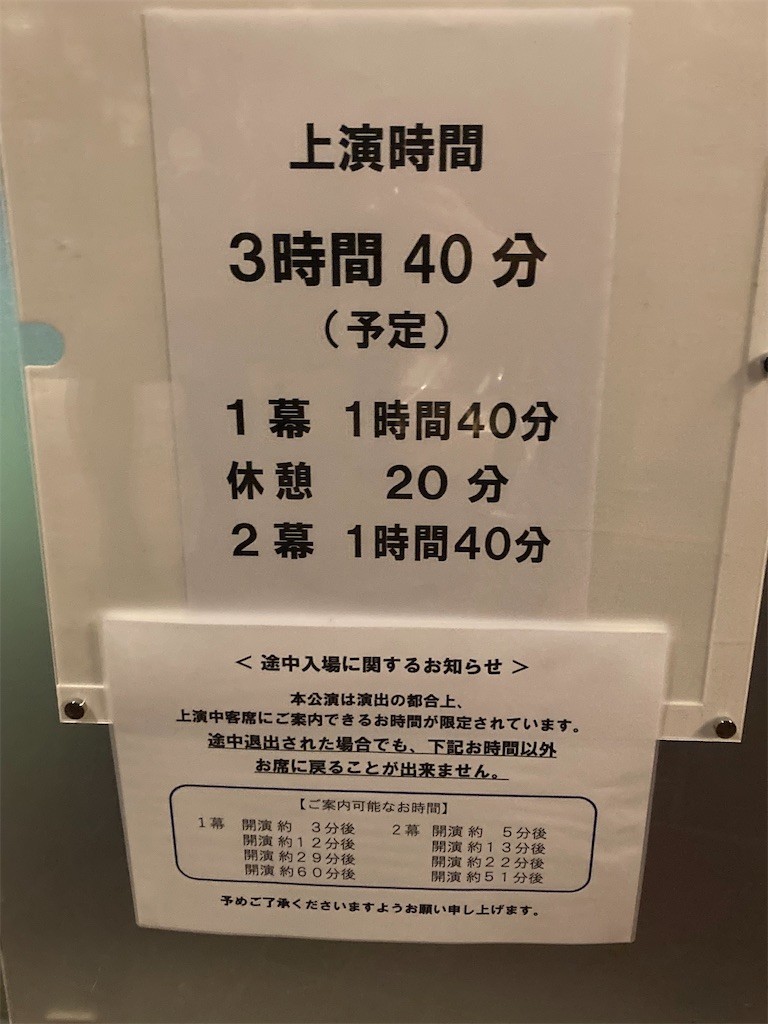 上演時間
3時間 40 分
(予定)
1 幕 1時間40分
休憩 20 分
2 幕 1時間40分
＜ 途中入場に関するお知らせ ＞
本公演は演出の都合上、
上演中客席にご案内できるお時間が限定されています。
途中退出された場合でも、下記お時間以外
お席に戻ることが出来ません。
【ご案内可能なお時間】
1幕 開演 約 3分後 2幕 開演 約 5分後
開演 約12分後 開演 約13分後
開演 約29分後 開演 約22分後
開演 約60分後 開演 約51分後
予めご了承くださいますようお願い申し上げます。